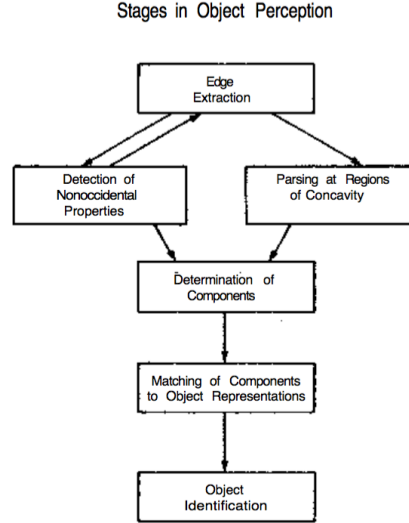 Stages in Object Perception
Edge
Extraction
Detection of
Nonoccidental
Properties
Parsing at Regions
of Concavity
Determination of
Components
Matching of Components
to Object Representations
Object
Identification